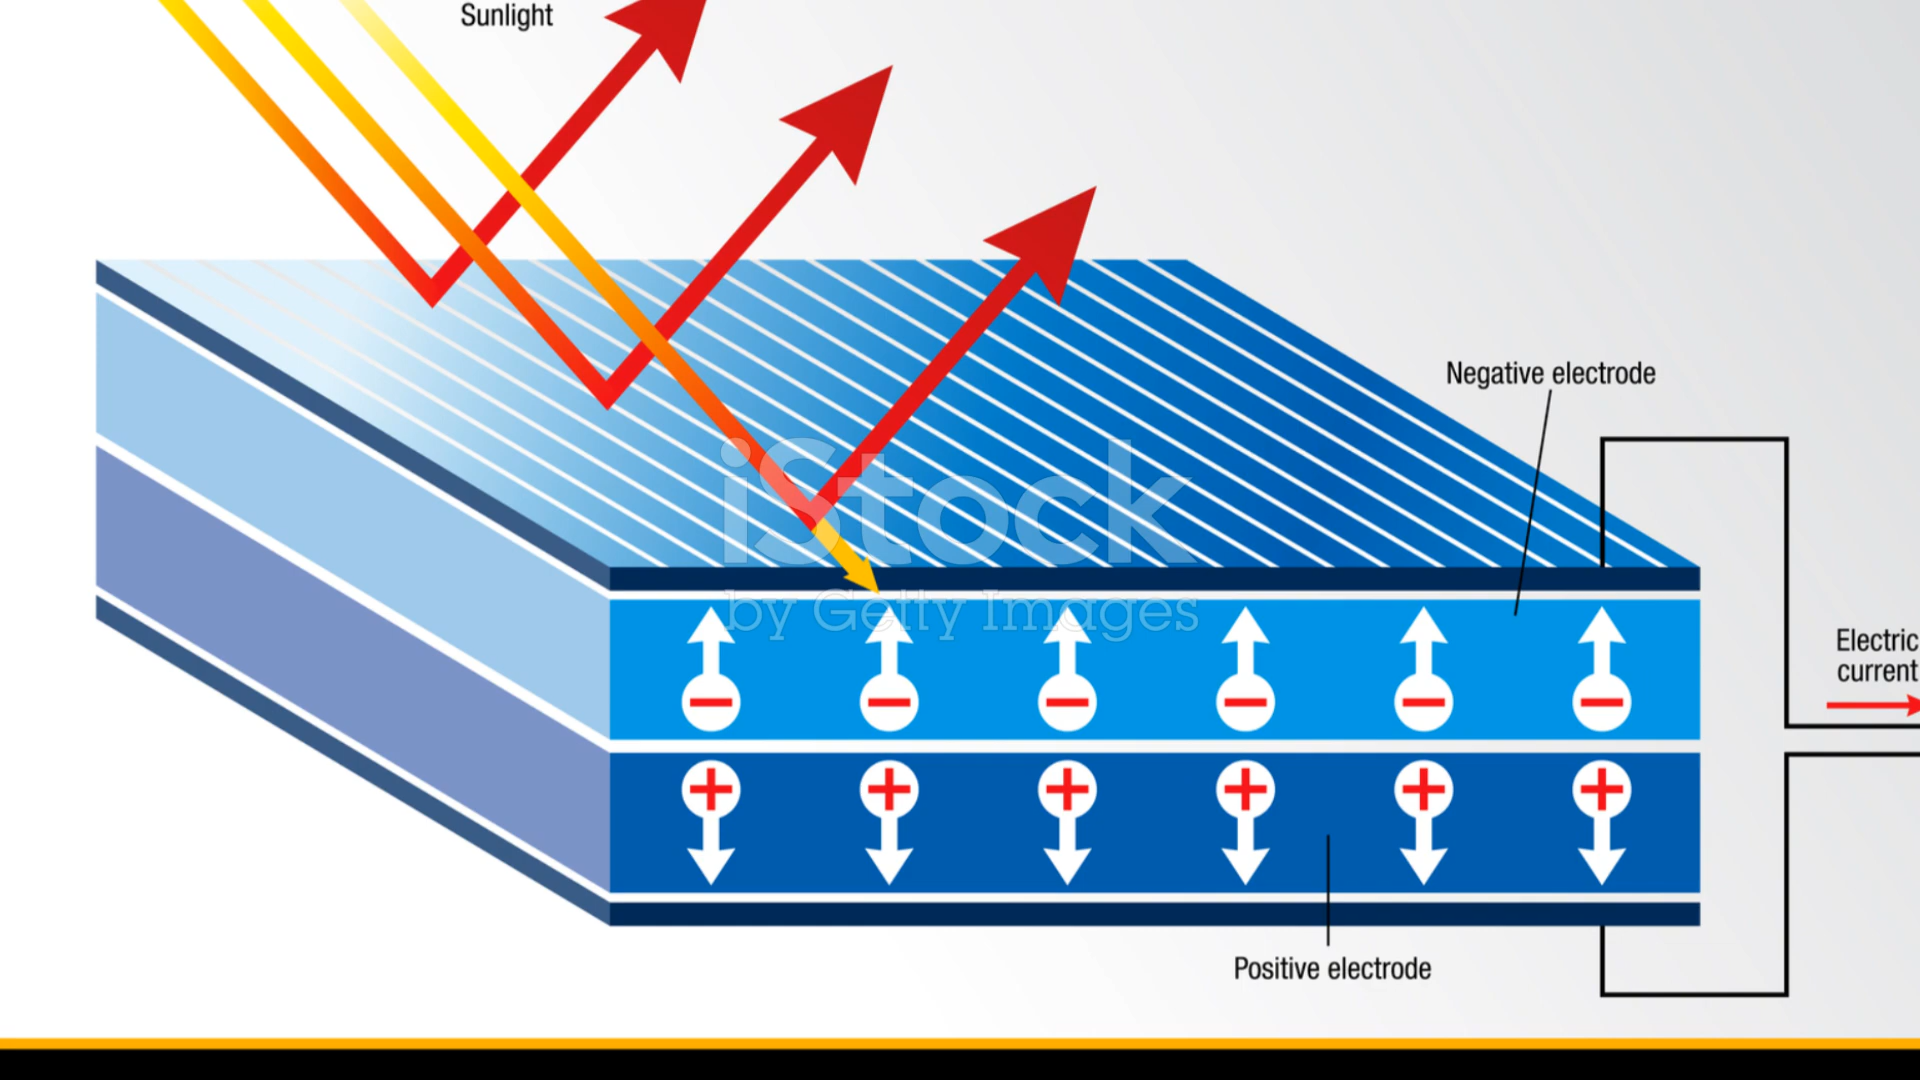 Sunlight
Negative electrode
iStock
by Getty Images
Electric
current
Positive electrode